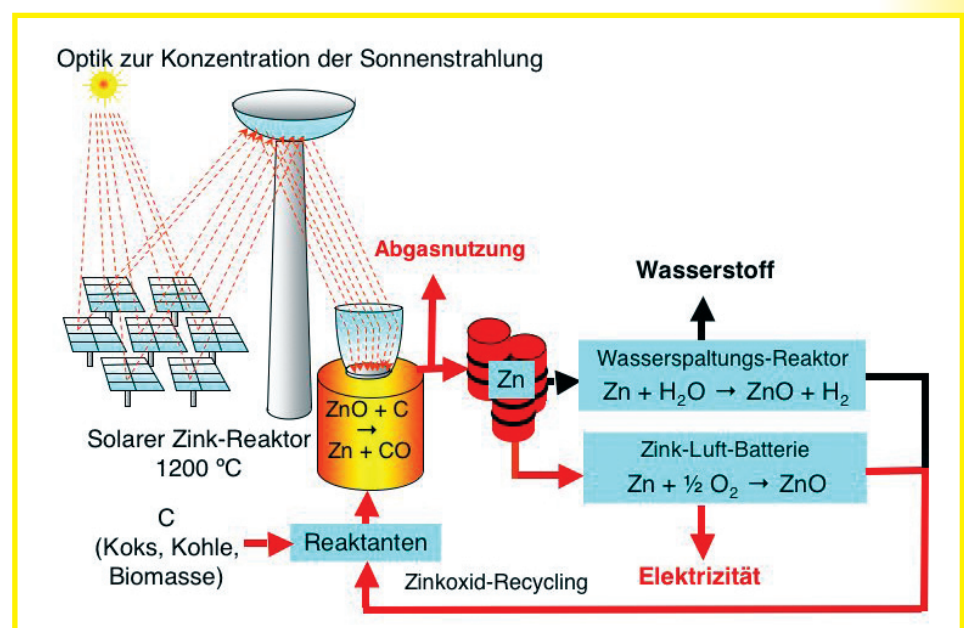 Optik zur Konzentration der Sonnenstrahlung
Abgasnutzung
Wasserstoff
Zn
Wasserspaltungs-Reaktor
Zn + H₂O → ZnO + H₂
ZnO + C
→
Zn + CO
Solarer Zink-Reaktor
1200 ºC
Zink-Luft-Batterie
Zn + ½ O₂ → ZnO
C
(Koks, Kohle,
Biomasse)
Reaktanten
Zinkoxid-Recycling
Elektrizität